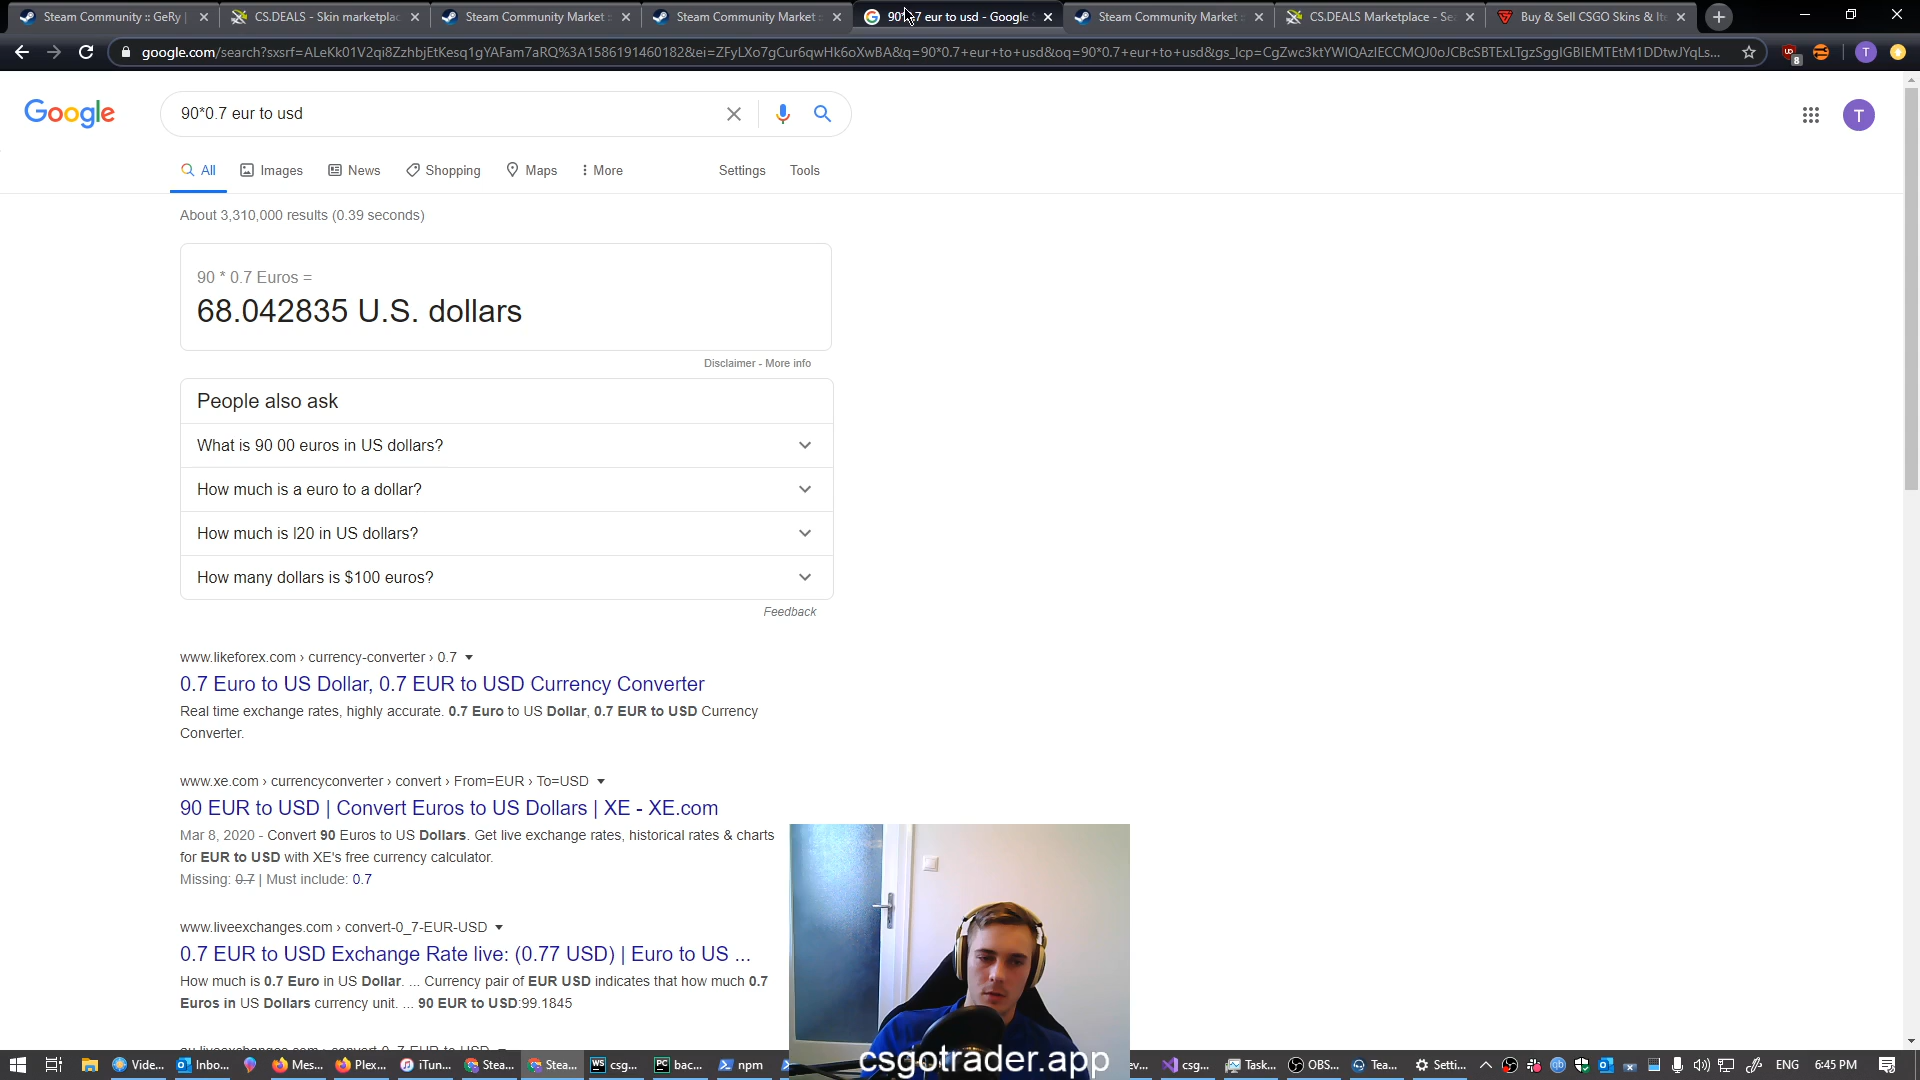 Steam Community :: GeRy
CS.DEALS - Skin marketplac
Steam Community Market :
Steam Community Market :
90*0.7 eur to usd - Google S
Steam Community Market :
CS.DEALS Marketplace - Se
Buy & Sell CSGO Skins & Ite
google.com/search?sxsrf=ALeKk01V2qi8ZzhbjEtKesq1gYAFam7aRQ%3A1586191460182&ei=ZFyLXo7gCur6qwHk6oXwBA&q=90*0.7+eur+to+usd&oq=90*0.7+eur+to+usd&gs_lcp=CgZwc3ktYWIQAzIECCMQJ0oJCBcSBTExLTgzSggIGBIEMTEtM1DDtwJYqLs...
8
T
Google
90*0.7 eur to usd
T
All
Images
News
Shopping
Maps
More
Settings
Tools
About 3,310,000 results (0.39 seconds)
90 * 0.7 Euros =
68.042835 U.S. dollars
Disclaimer - More info
People also ask
What is 90 00 euros in US dollars?
How much is a euro to a dollar?
How much is l20 in US dollars?
How many dollars is $100 euros?
Feedback
www.likeforex.com › currency-converter › 0.7
0.7 Euro to US Dollar, 0.7 EUR to USD Currency Converter
Real time exchange rates, highly accurate. 0.7 Euro to US Dollar, 0.7 EUR to USD Currency
Converter.
www.xe.com › currencyconverter › convert › From=EUR › To=USD
90 EUR to USD | Convert Euros to US Dollars | XE - XE.com
Mar 8, 2020 - Convert 90 Euros to US Dollars. Get live exchange rates, historical rates & charts
for EUR to USD with XE's free currency calculator.
Missing: 0.7 | Must include: 0.7
www.liveexchanges.com › convert-0_7-EUR-USD
0.7 EUR to USD Exchange Rate live: (0.77 USD) | Euro to US ...
How much is 0.7 Euro in US Dollar. ... Currency pair of EUR USD indicates that how much 0.7
Euros in US Dollars currency unit. ... 90 EUR to USD:99.1845
csgotrader.app
Vide...
Inbo...
Mes...
Plex...
iTun...
Stea...
Stea...
WS csg...
PC bac...
npm
ev...
csg...
Task...
OBS...
Tea...
Setti...
ENG
6:45 PM